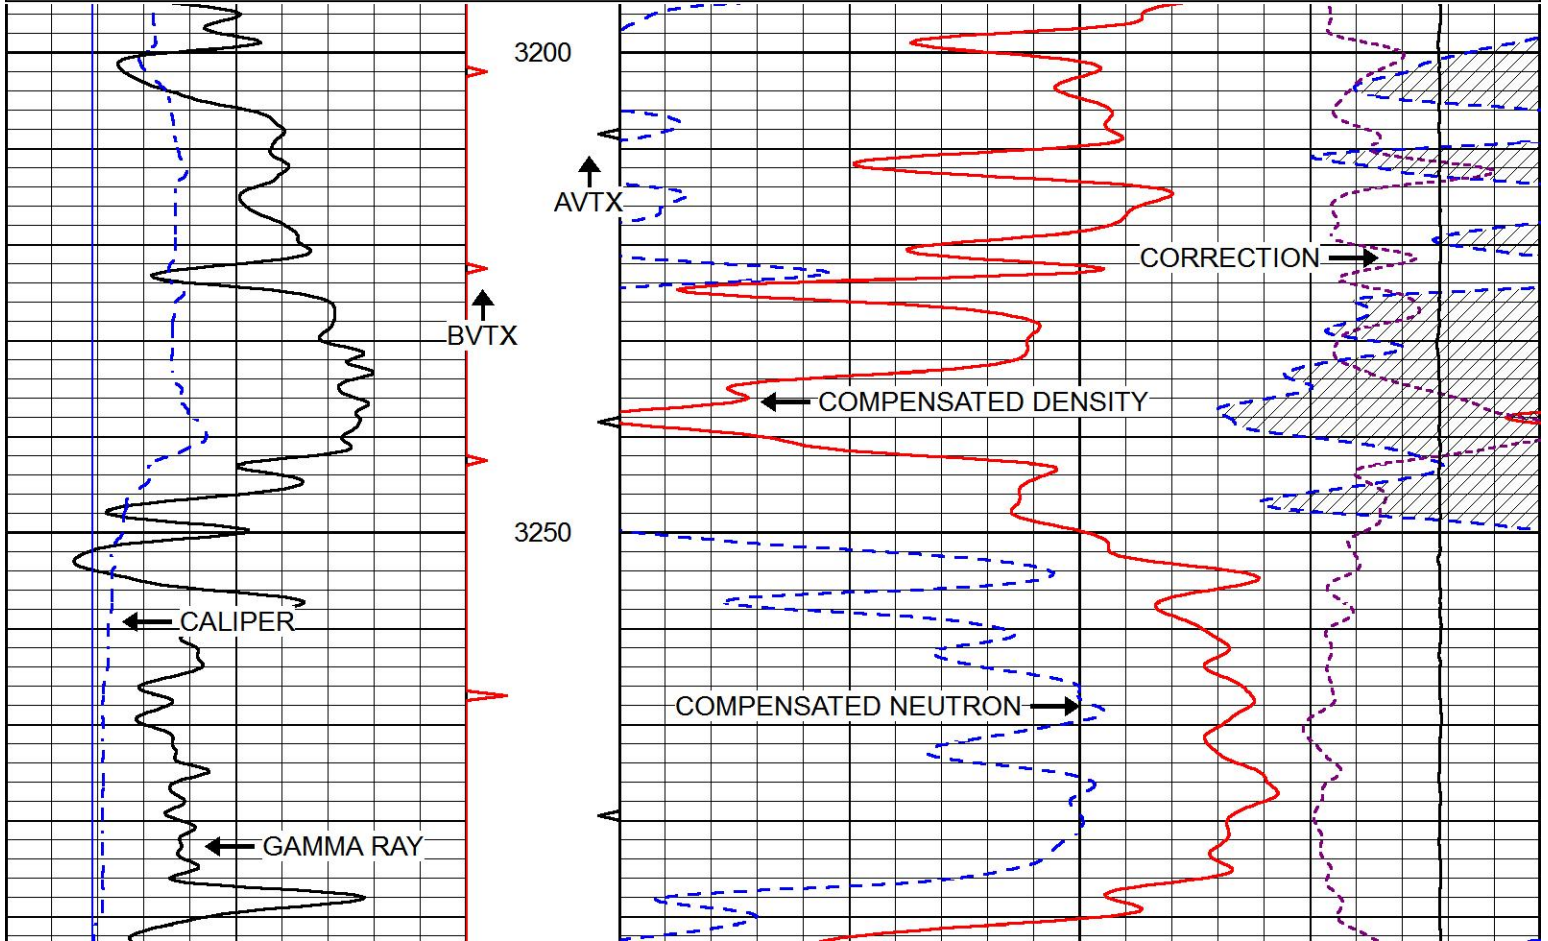 3200
AVTX
CORRECTION
BVTX
COMPENSATED DENSITY
3250
CALIPER
COMPENSATED NEUTRON
GAMMA RAY